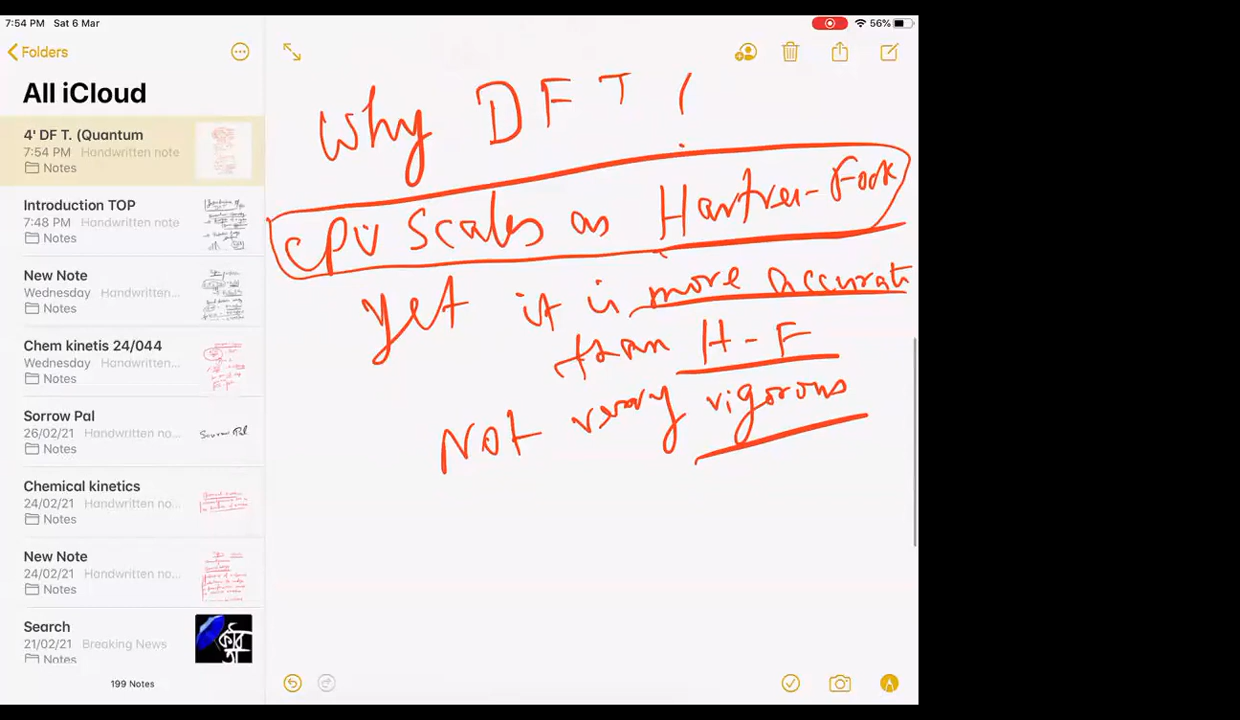 7:54 PM Sat 6 Mar
56%
Folders
All iCloud
4' DF T. (Quantum
7:54 PM Handwritten note
Notes
Introduction TOP
7:48 PM Handwritten note
Notes
New Note
Wednesday Handwritten...
Notes
Chem kinetis 24/044
Wednesday Handwritten...
Notes
Sorrow Pal
26/02/21 Handwritten no...
Notes
Chemical kinetics
24/02/21 Handwritten no...
Notes
New Note
24/02/21 Handwritten no...
Notes
Search
21/02/21 Breaking News
Notes
199 Notes
Why DFT ?
CPU scales as Hartree-Fock
yet it is more accurate
than H-F
Not very rigorous